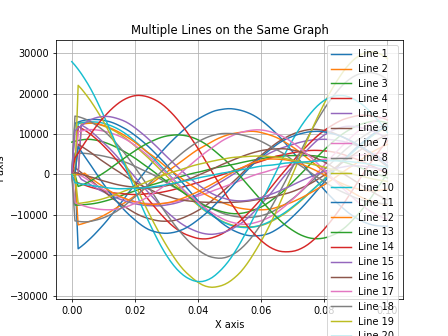 Multiple Lines on the Same Graph
30000
20000
10000
0
−10000
−20000
−30000
0.00
0.02
0.04
0.06
X axis
Line 1
Line 2
Line 3
Line 4
Line 5
Line 6
Line 7
Line 8
Line 9
Line 10
Line 11
Line 12
Line 13
Line 14
Line 15
Line 16
Line 17
Line 18
Line 19
Line 20